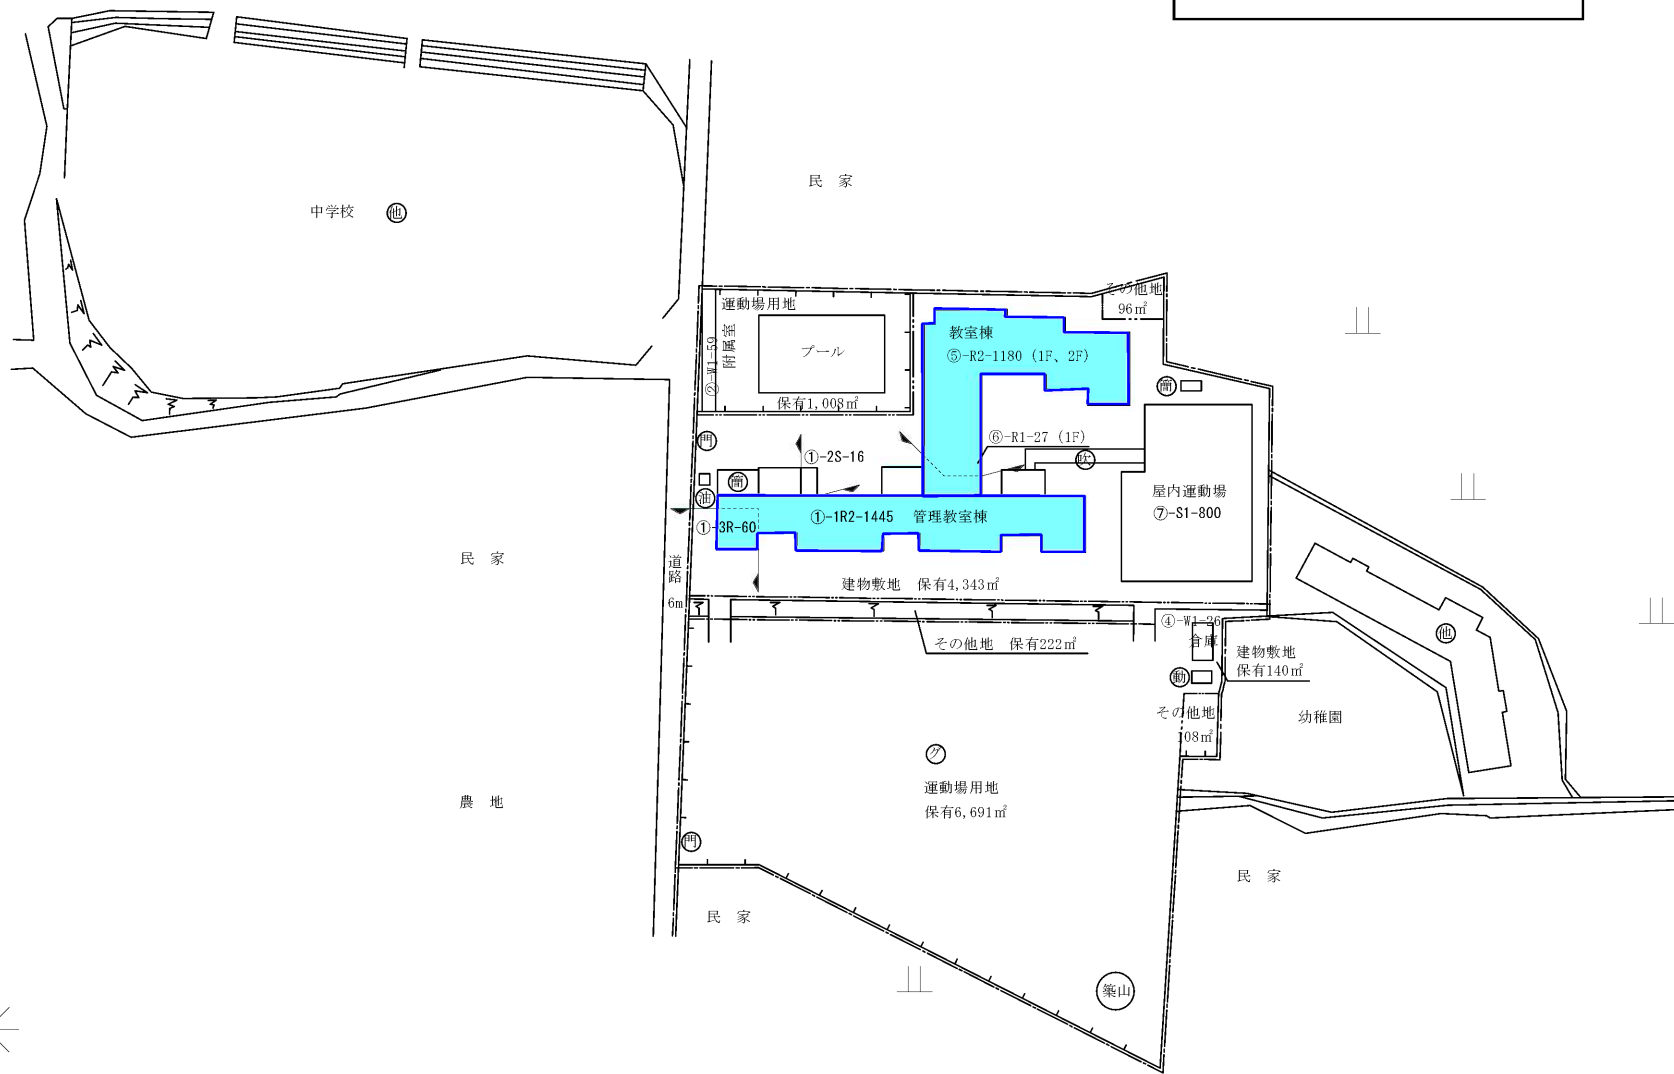 民 家
中学校 他
その他地
96㎡
運動場用地
教室棟
⑤-R2-1180 (1F、2F)
プール
②-W1-59
附属室
保有1,008㎡
門
⑥-R1-27 (1F)
①-2S-16
吹
屋内運動場
⑦-S1-800
油
①-3R-60
①-1R2-1445 管理教室棟
民 家
道路
6m
建物敷地 保有4,343㎡
その他地 保有222㎡
④-W1-26
倉庫
建物敷地
保有140㎡
他
動
その他地
108㎡
幼稚園
グ
運動場用地
保有6,691㎡
農 地
門
民 家
民 家
築山